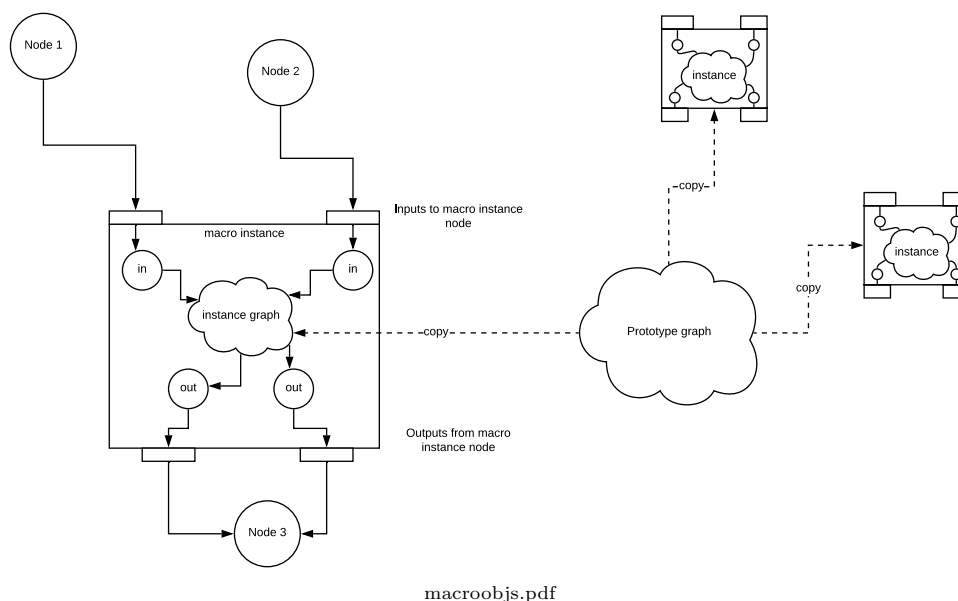 Node 1
Node 2
instance
copy
Inputs to macro instance
node
macro instance
in
in
instance
copy
instance graph
copy
Prototype graph
out
out
Outputs from macro
instance node
Node 3
macroobjs.pdf